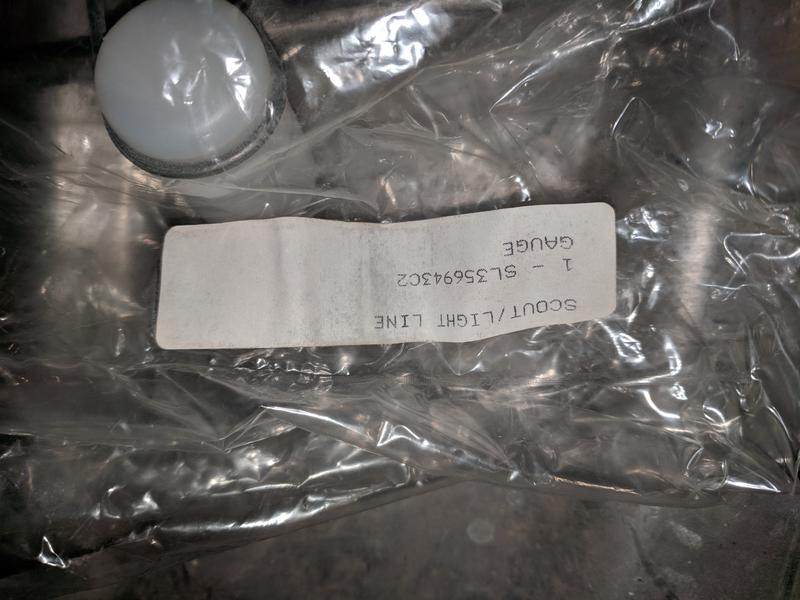 SCOUT/LIGHT LINE
1 - SL356943C2
GAUGE